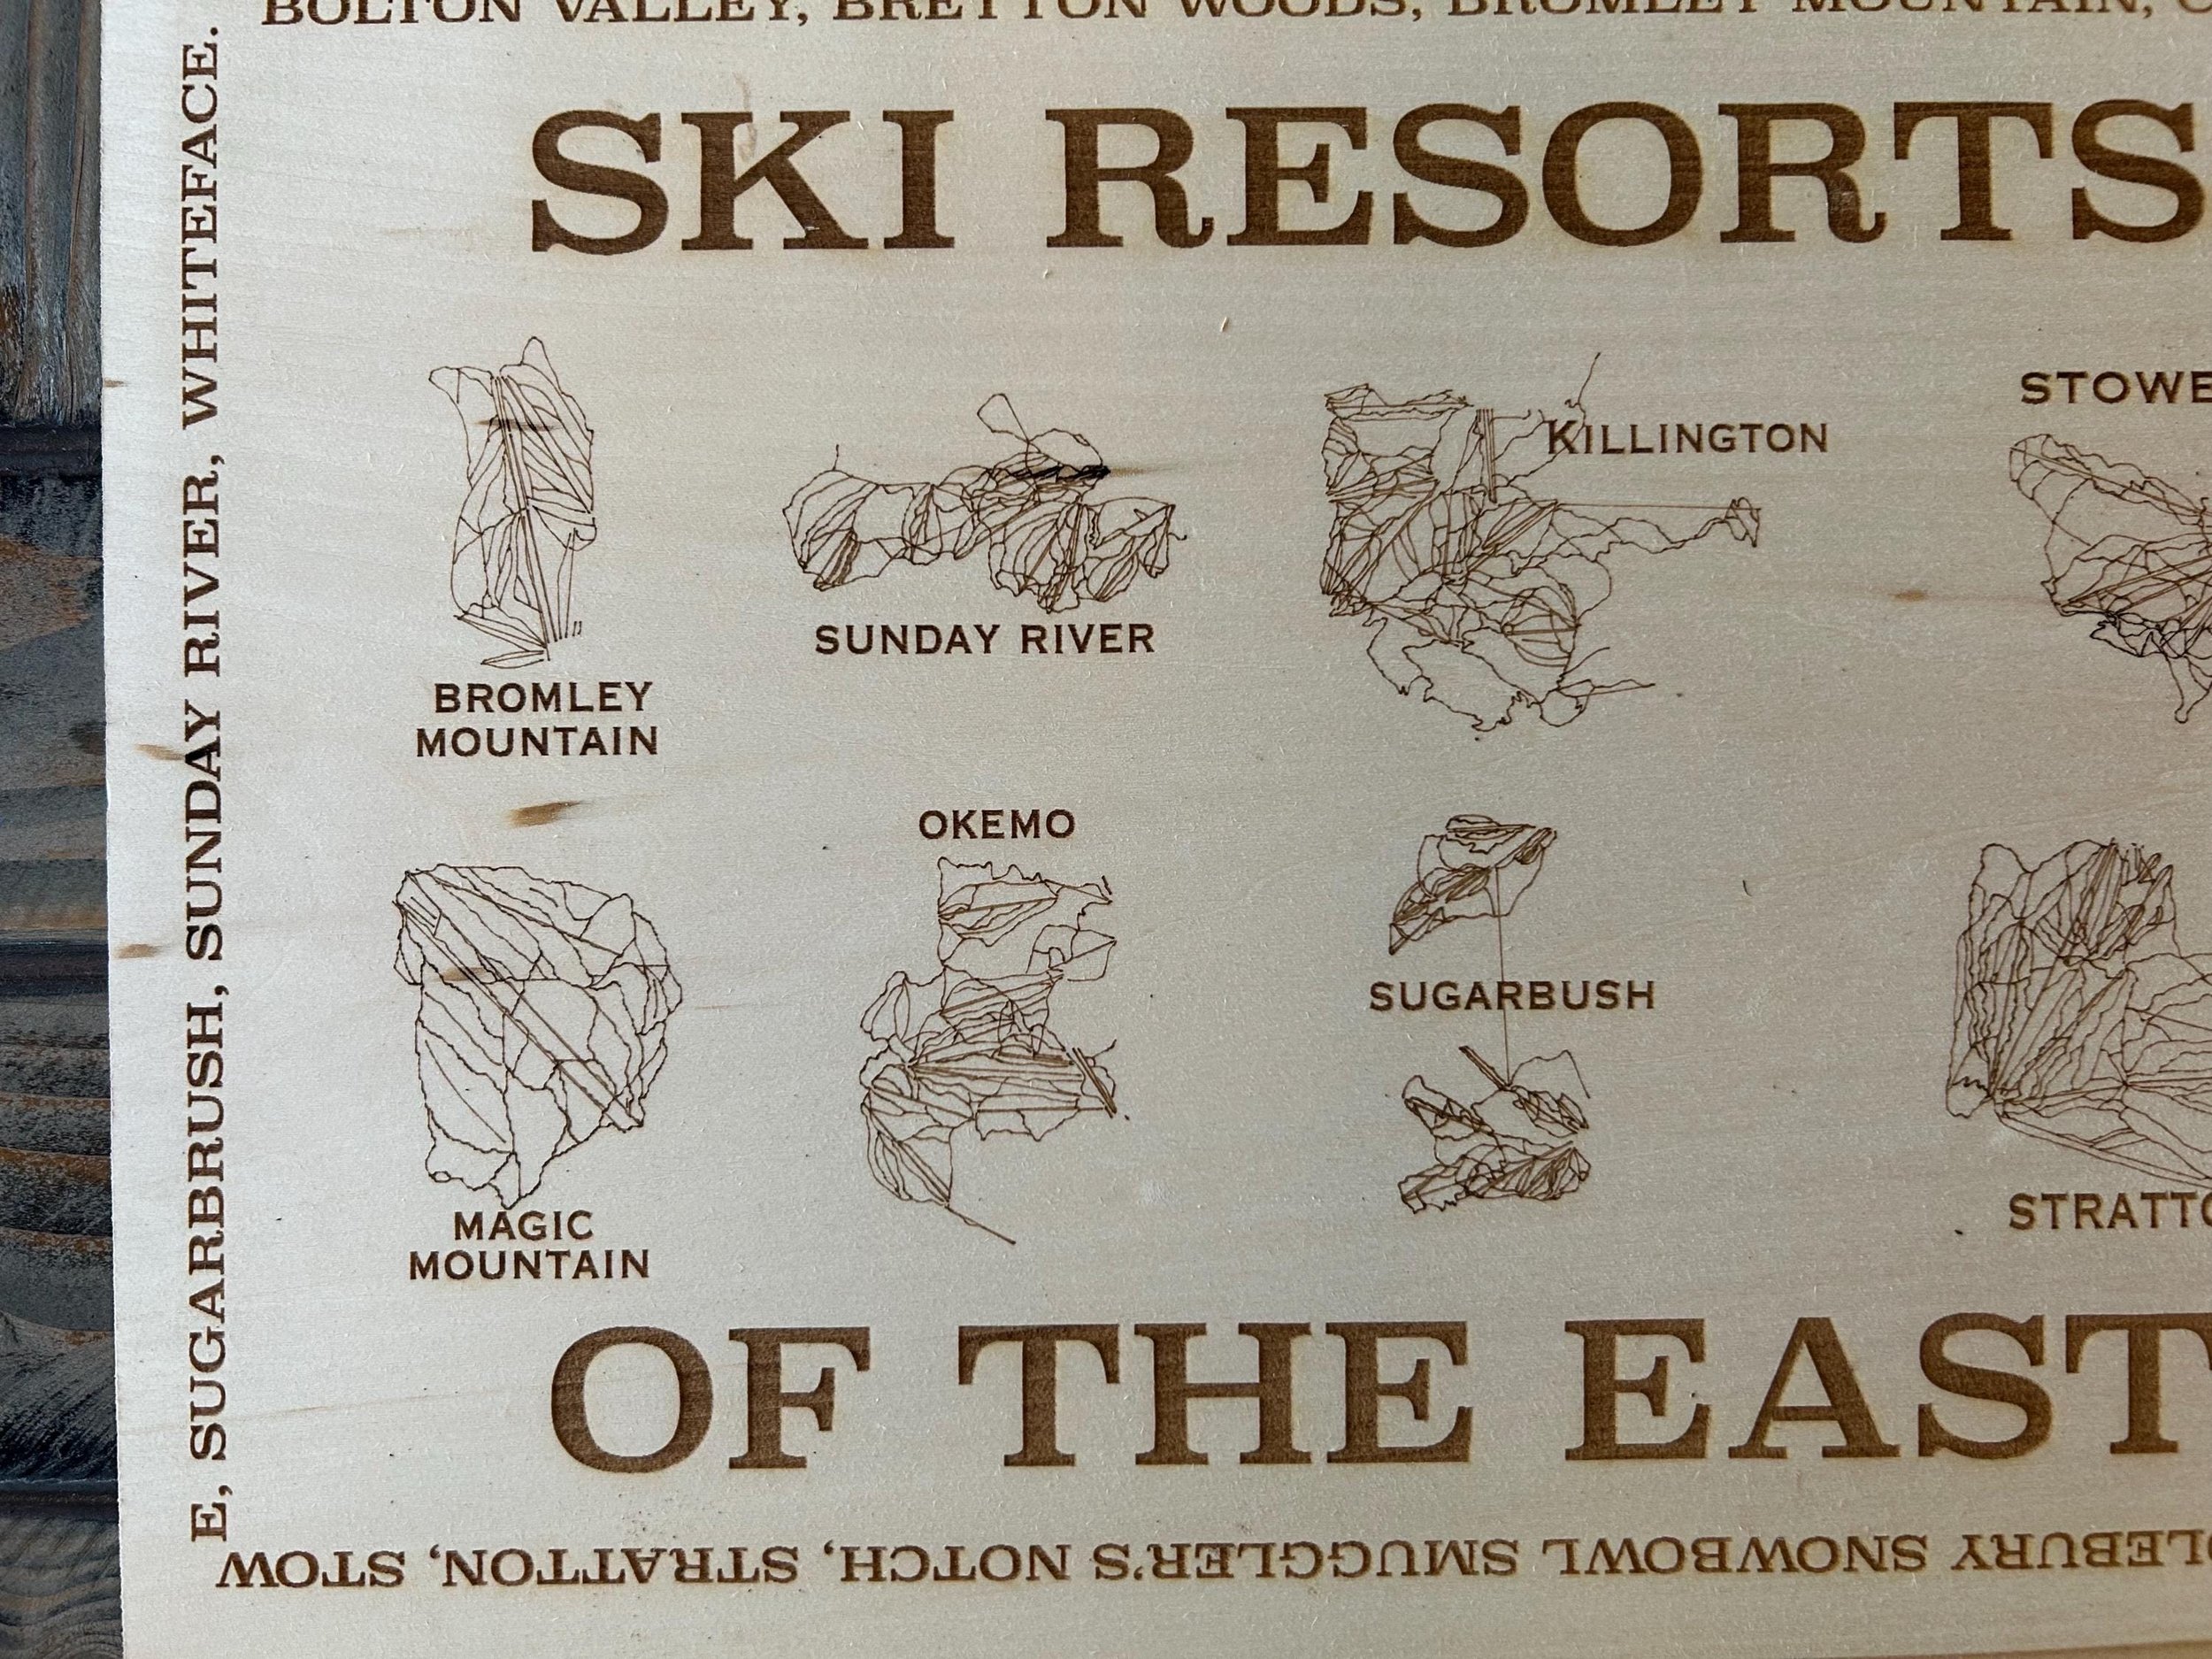 BOLTON VALLEY, BRETTON WOODS, BROMLEY MOUNTAIN,
SKI RESORTS
BROMLEY
MOUNTAIN
SUNDAY RIVER
KILLINGTON
STOWE
MAGIC
MOUNTAIN
OKEMO
SUGARBUSH
STRATTO
OF THE EAST
LEBURY SNOWBOWL SMUGGLER'S NOTCH, STRATTON, STOW
E, SUGARBRUSH, SUNDAY RIVER, WHITEFACE.